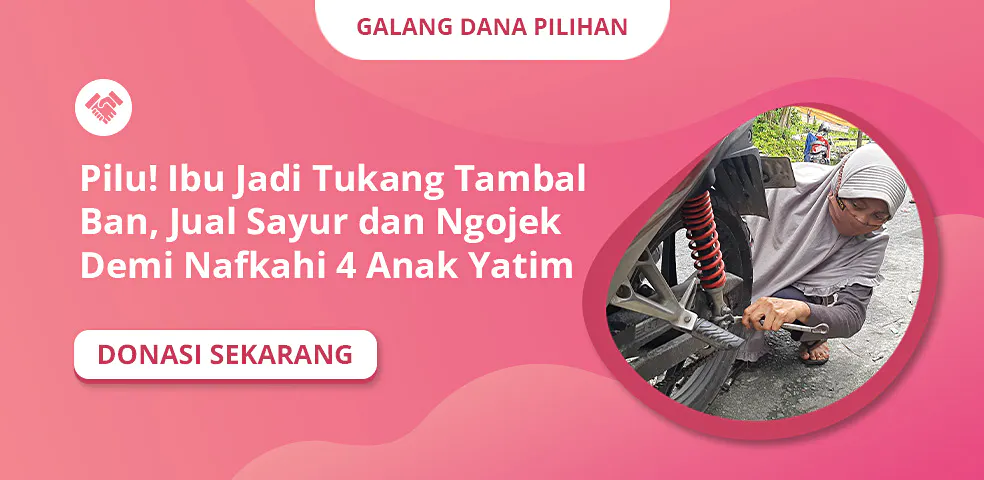 GALANG DANA PILIHAN
Pilu! Ibu Jadi Tukang Tambal
Ban, Jual Sayur dan Ngojek
Demi Nafkahi 4 Anak Yatim
DONASI SEKARANG